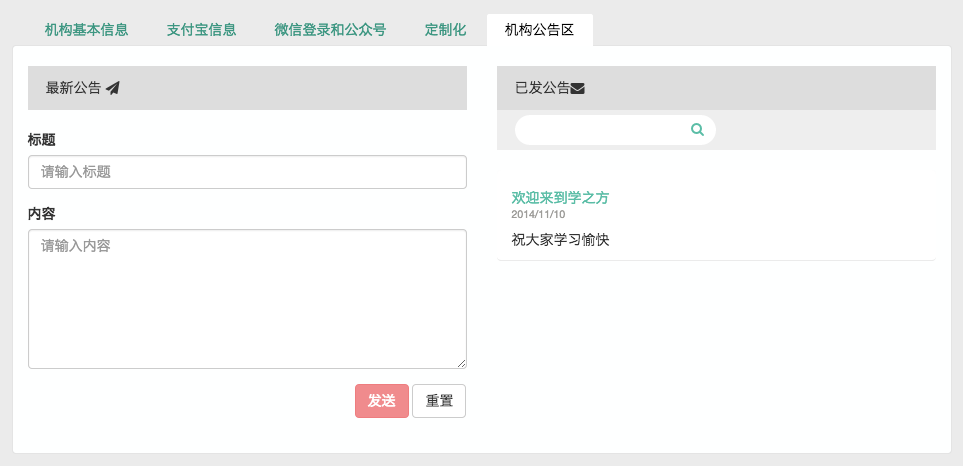 机构基本信息 支付宝信息 微信登录和公众号 定制化 机构公告区
最新公告
标题
请输入标题
内容
请输入内容
发送 重置
已发公告
欢迎来到学之方
2014/11/10
祝大家学习愉快